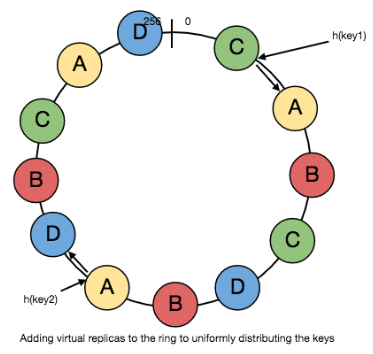 256 0
D
C
h(key1)
A
A
C
B
B
D
C
A
D
h(key2)
B
Adding virtual replicas to the ring to uniformly distributing the keys